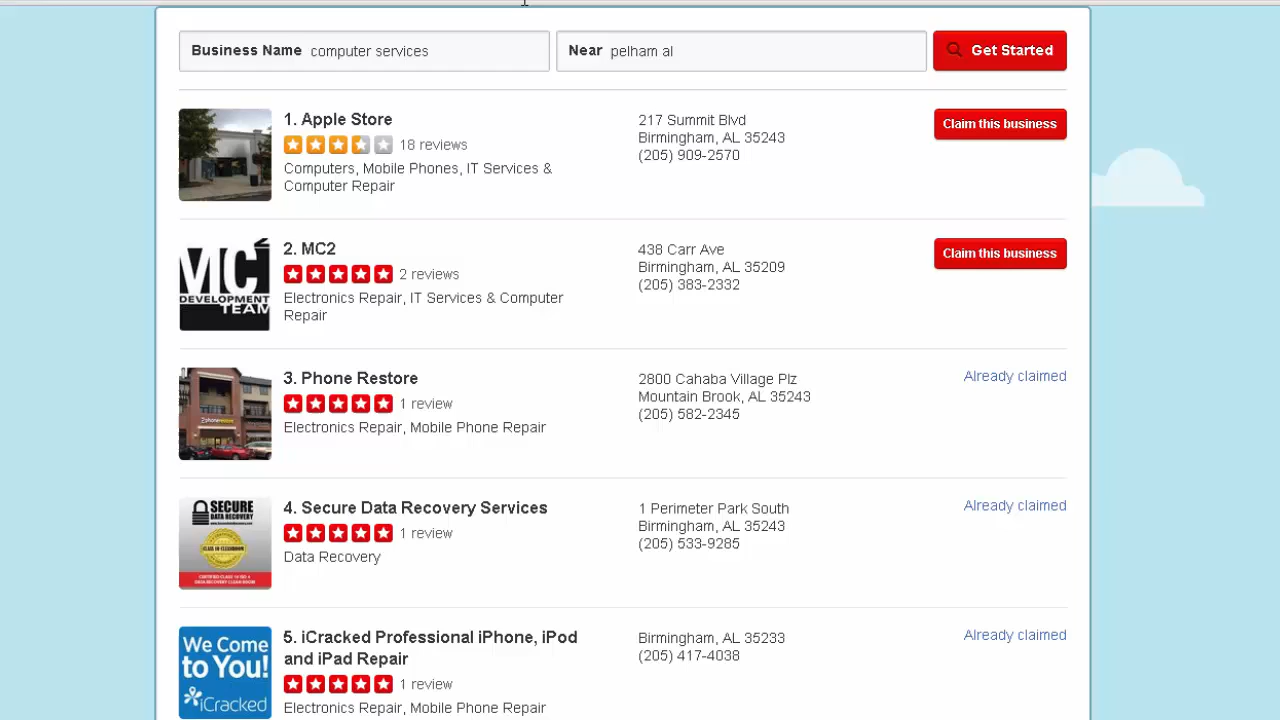 Business Name computer services Near pelham al Get Started
1. Apple Store
18 reviews
Computers, Mobile Phones, IT Services &
Computer Repair
217 Summit Blvd
Birmingham, AL 35243
(205) 909-2570
Claim this business
MC2
DEVELOPMENT
TEAM
2. MC2
2 reviews
Electronics Repair, IT Services & Computer
Repair
438 Carr Ave
Birmingham, AL 35209
(205) 383-2332
Claim this business
3. Phone Restore
1 review
Electronics Repair, Mobile Phone Repair
2800 Cahaba Village Plz
Mountain Brook, AL 35243
(205) 582-2345
Already claimed
SECURE
DATA RECOVERY
4. Secure Data Recovery Services
1 review
Data Recovery
1 Perimeter Park South
Birmingham, AL 35243
(205) 533-9285
Already claimed
We Come
to You!
iCracked
5. iCracked Professional iPhone, iPod
and iPad Repair
1 review
Electronics Repair, Mobile Phone Repair
Birmingham, AL 35233
(205) 417-4038
Already claimed